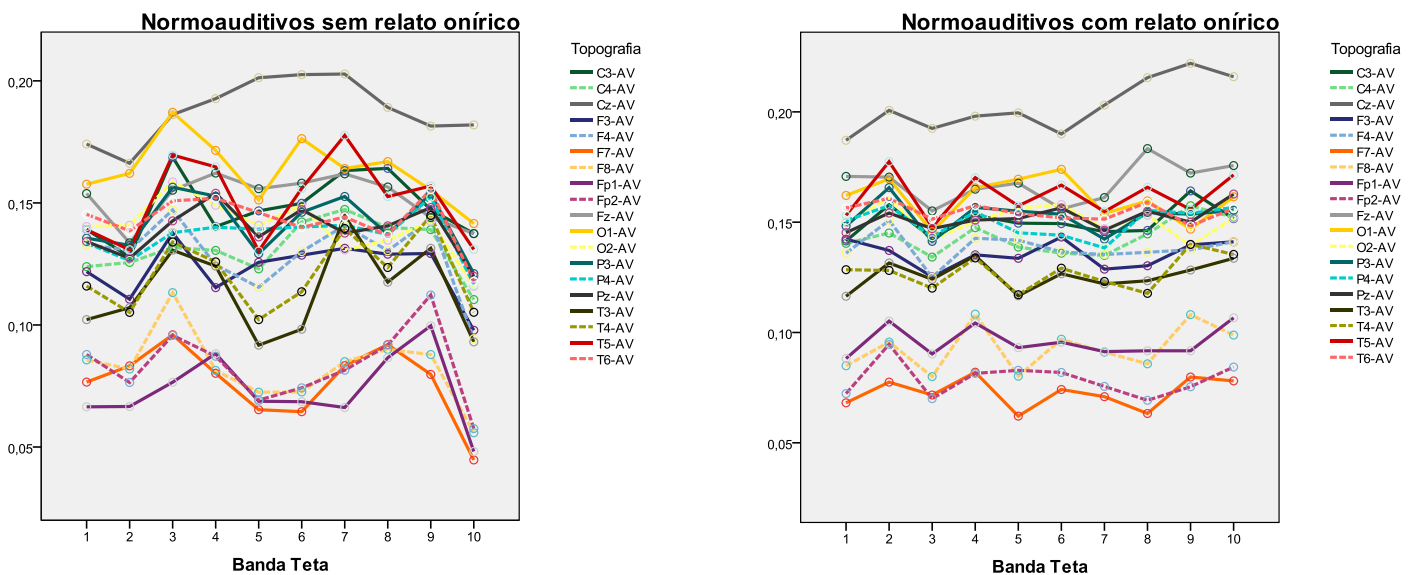 Normoauditivos sem relato onírico
Topografia
C3-AV
C4-AV
Cz-AV
F3-AV
F4-AV
F7-AV
F8-AV
Fp1-AV
Fp2-AV
Fz-AV
O1-AV
O2-AV
P3-AV
P4-AV
Pz-AV
T3-AV
T4-AV
T5-AV
T6-AV
0,20
0,15
0,10
0,05
1 2 3 4 5 6 7 8 9 10
Banda Teta
Normoauditivos com relato onírico
Topografia
C3-AV
C4-AV
Cz-AV
F3-AV
F4-AV
F7-AV
F8-AV
Fp1-AV
Fp2-AV
Fz-AV
O1-AV
O2-AV
P3-AV
P4-AV
Pz-AV
T3-AV
T4-AV
T5-AV
T6-AV
0,20
0,15
0,10
0,05
1 2 3 4 5 6 7 8 9 10
Banda Teta